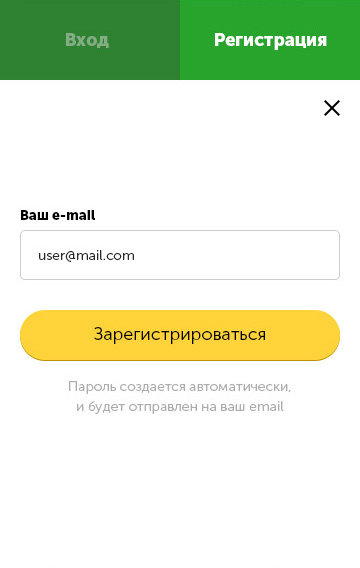 Вход
Регистрация
Ваш e-mail
user@mail.com
Зарегистрироваться
Пароль создается автоматически,
и будет отправлен на ваш email